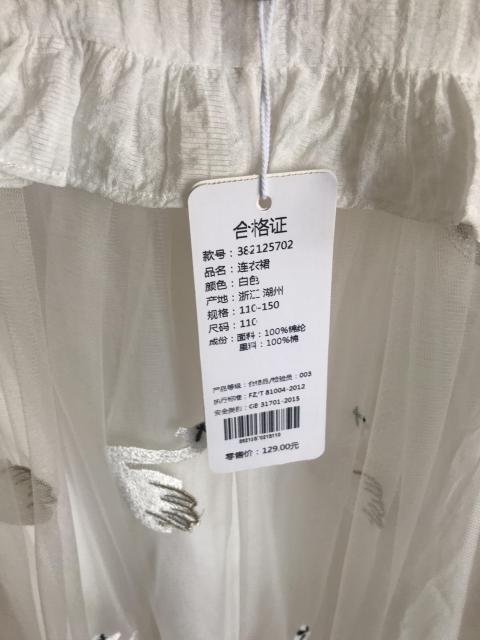 合格证
款号：382125702
品名：连衣裙
颜色：白色
产地：浙江 湖州
规格：110-150
尺码：110
成份：面料：100%锦纶
里料：100%棉
产品等级：合格品/检验员：003
执行标准：FZ/T 81004-2012
安全类别：GB 31701-2015
零售价：129.00元